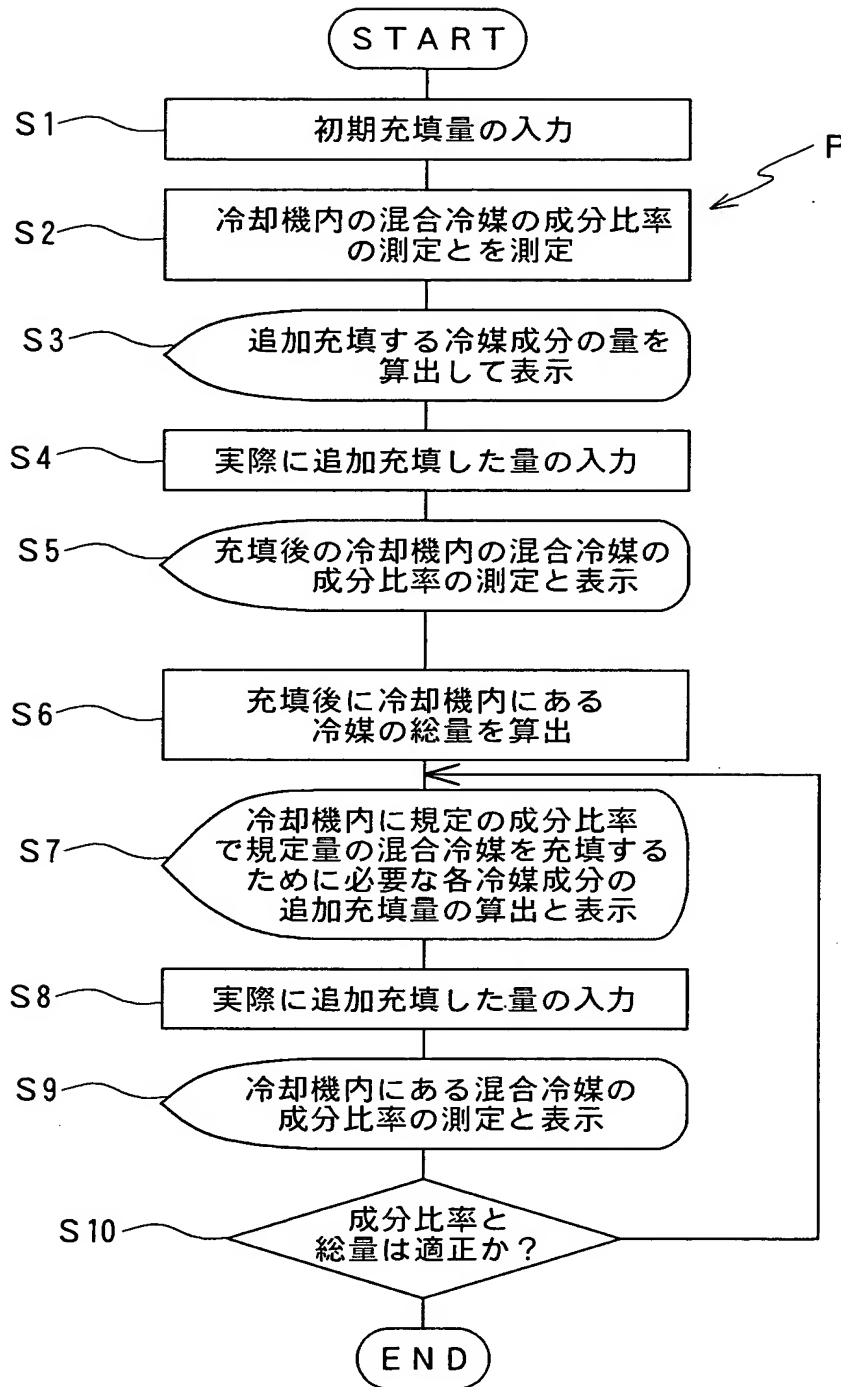 START
S1
初期充填量の入力
P
S2
冷却機内の混合冷媒の成分比率
の測定とを測定
S3
追加充填する冷媒成分の量を
算出して表示
S4
実際に追加充填した量の入力
S5
充填後の冷却機内の混合冷媒の
成分比率の測定と表示
S6
充填後に冷却機内にある
冷媒の総量を算出
S7
冷却機内に規定の成分比率
で規定量の混合冷媒を充填する
ために必要な各冷媒成分の
追加充填量の算出と表示
S8
実際に追加充填した量の入力
S9
冷却機内にある混合冷媒の
成分比率の測定と表示
S10
成分比率と
総量は適正か？
END